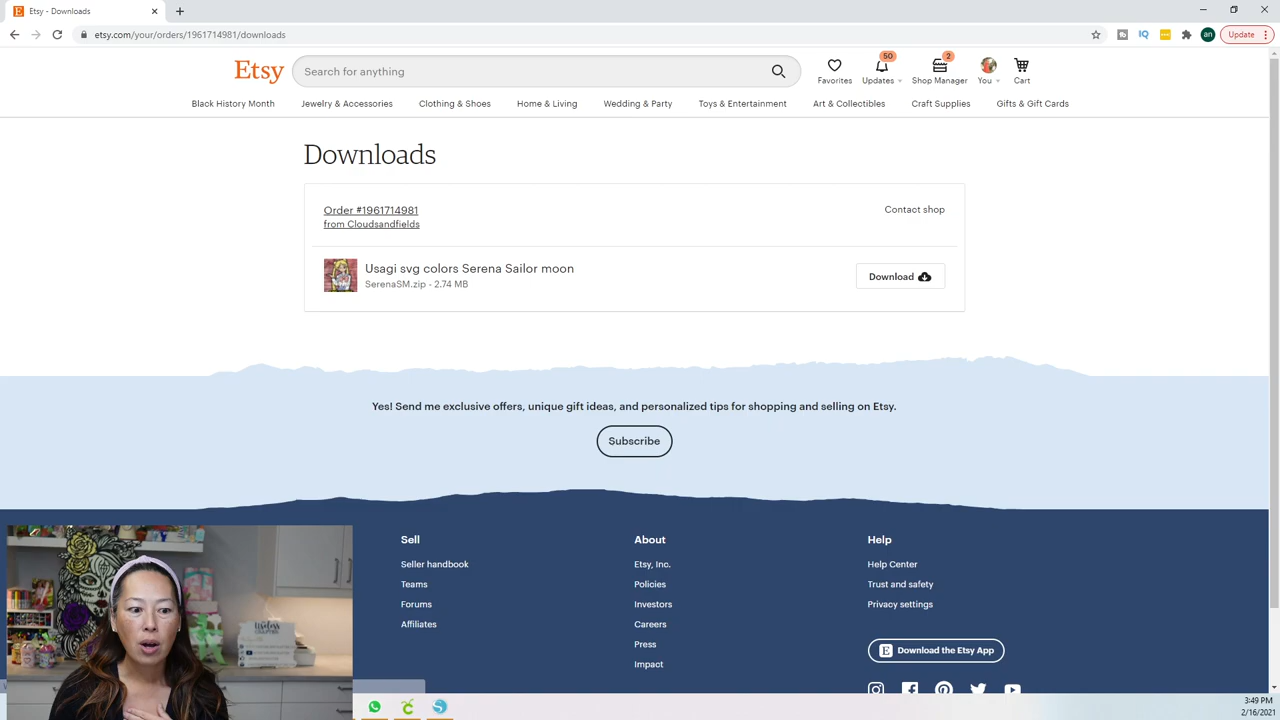 Etsy - Downloads
etsy.com/your/orders/1961714981/downloads
IQ
an
Update
Etsy
Search for anything
Favorites
50
Updates
2
Shop Manager
You
Cart
Black History Month
Jewelry & Accessories
Clothing & Shoes
Home & Living
Wedding & Party
Toys & Entertainment
Art & Collectibles
Craft Supplies
Gifts & Gift Cards
Downloads
Order #1961714981
from Cloudsandfields
Contact shop
Usagi svg colors Serena Sailor moon
SerenaSM.zip - 2.74 MB
Download
Yes! Send me exclusive offers, unique gift ideas, and personalized tips for shopping and selling on Etsy.
Subscribe
Sell
Seller handbook
Teams
Forums
Affiliates
About
Etsy, Inc.
Policies
Investors
Careers
Press
Impact
Help
Help Center
Trust and safety
Privacy settings
E
Download the Etsy App
3:49 PM
2/16/2021